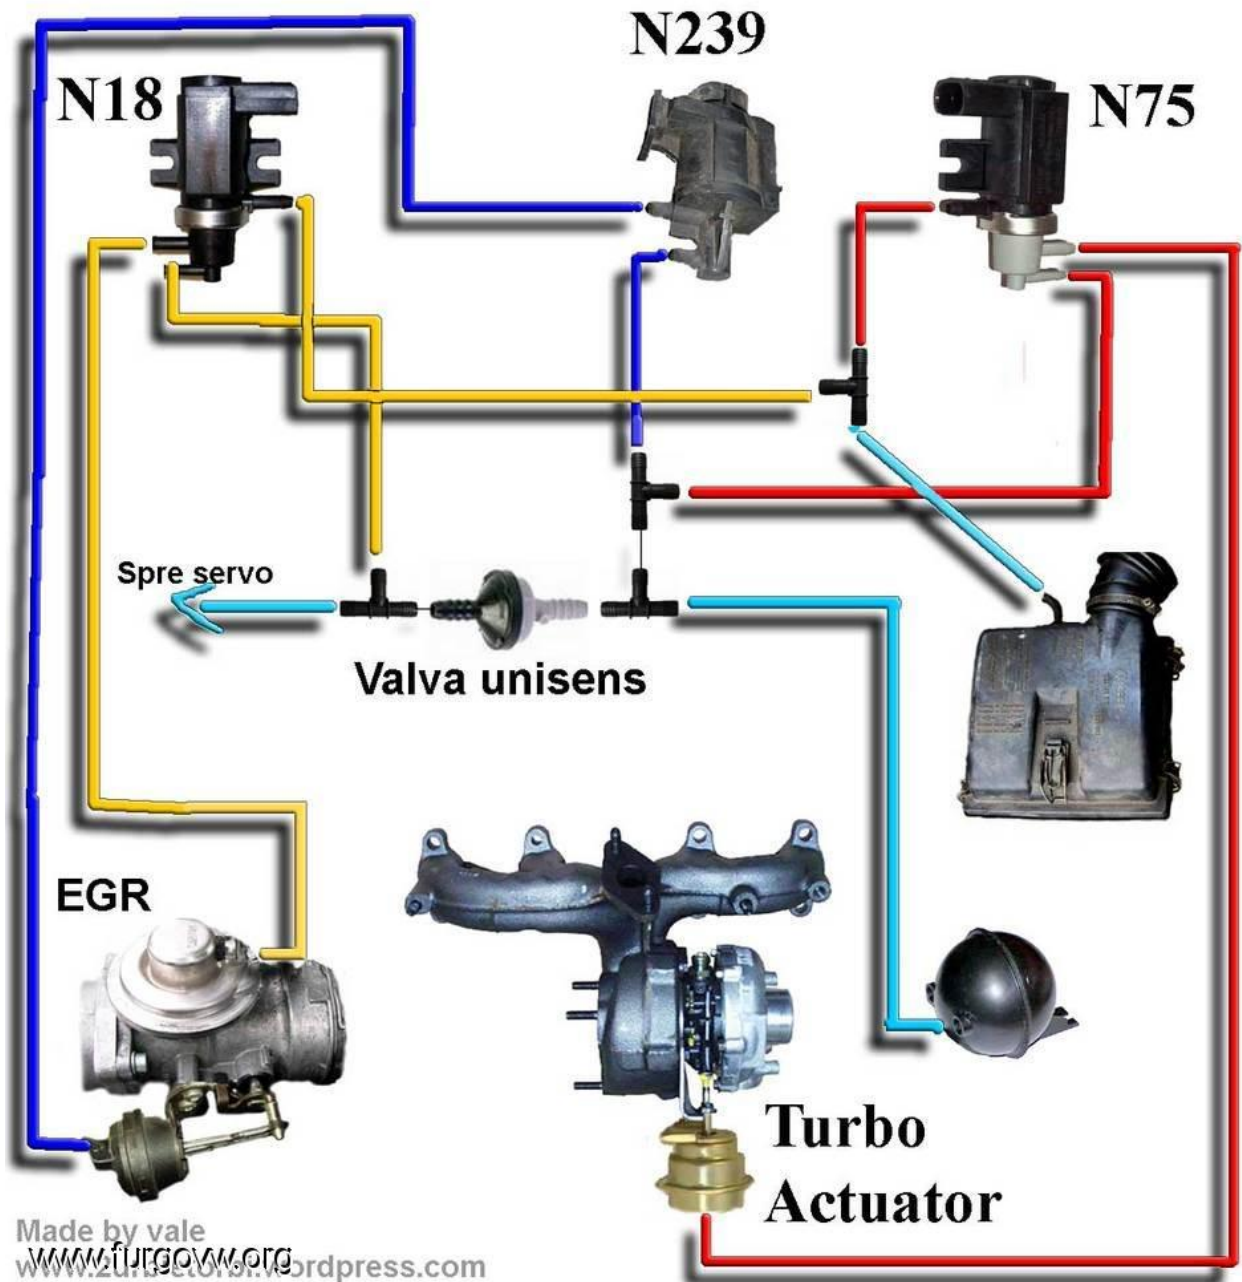 N239
N18
N75
Spre servo
Valva unisens
EGR
Turbo
Actuator
Made by vale
www.furgovw.org